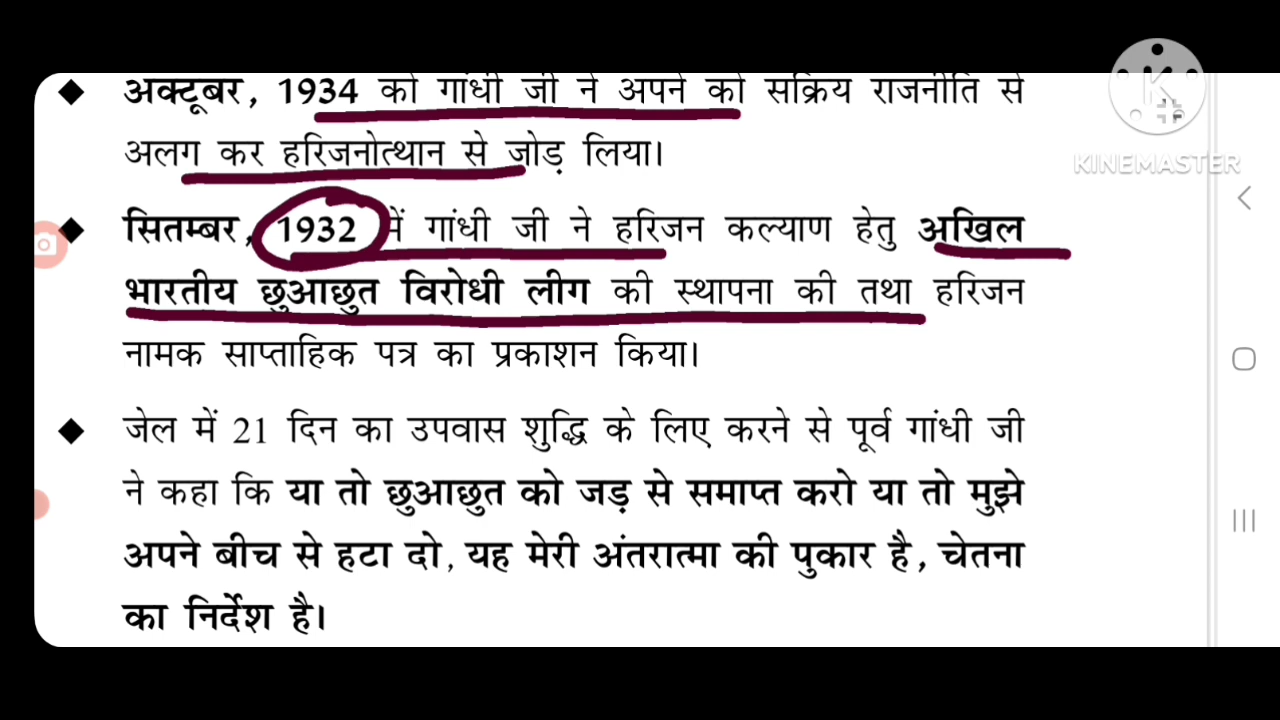 अक्टूबर, 1934 को गांधी जी ने अपने को सक्रिय राजनीति से
अलग कर हरिजनोत्थान से जोड़ लिया।
सितम्बर, 1932 में गांधी जी ने हरिजन कल्याण हेतु अखिल
भारतीय छुआछुत विरोधी लीग की स्थापना की तथा हरिजन
नामक साप्ताहिक पत्र का प्रकाशन किया।
जेल में 21 दिन का उपवास शुद्धि के लिए करने से पूर्व गांधी जी
ने कहा कि या तो छुआछुत को जड़ से समाप्त करो या तो मुझे
अपने बीच से हटा दो, यह मेरी अंतरात्मा की पुकार है, चेतना
का निर्देश है।
KINEMASTER